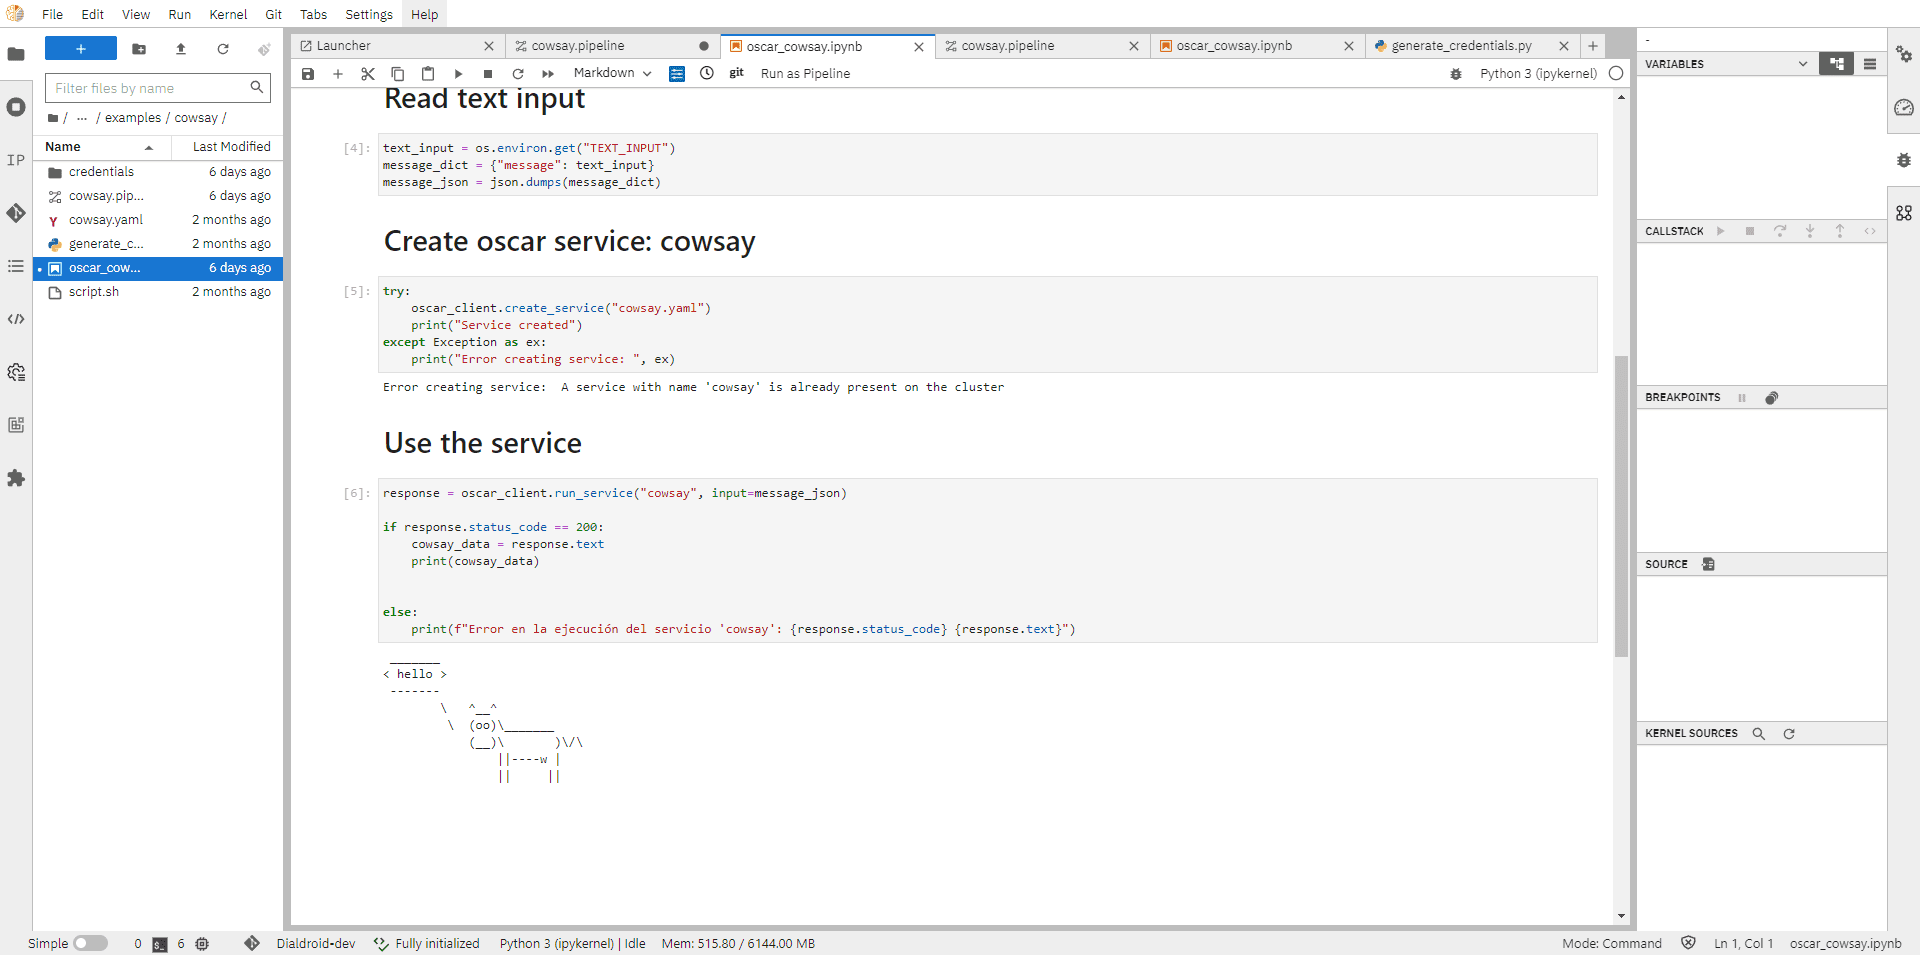 File Edit View Run Kernel Git Tabs Settings Help
+
Filter files by name
/ ... / examples / cowsay /
Name Last Modified
credentials 6 days ago
cowsay.pip... 6 days ago
cowsay.yaml 2 months ago
generate_c... 2 months ago
oscar_cow... 6 days ago
script.sh 2 months ago
IP
Launcher cowsay.pipeline oscar_cowsay.ipynb cowsay.pipeline oscar_cowsay.ipynb generate_credentials.py
Markdown git Run as Pipeline Python 3 (ipykernel)
Read text input
[4]: text_input = os.environ.get("TEXT_INPUT")
message_dict = {"message": text_input}
message_json = json.dumps(message_dict)
Create oscar service: cowsay
[5]: try:
    oscar_client.create_service("cowsay.yaml")
    print("Service created")
except Exception as ex:
    print("Error creating service: ", ex)
Error creating service:  A service with name 'cowsay' is already present on the cluster
Use the service
[6]: response = oscar_client.run_service("cowsay", input=message_json)
if response.status_code == 200:
    cowsay_data = response.text
    print(cowsay_data)
else:
    print(f"Error en la ejecución del servicio 'cowsay': {response.status_code} {response.text}")
 _______
< hello >
 -------
        \   ^__^
         \  (oo)\_______
            (__)\       )\/\
                ||----w |
                ||     ||
-
VARIABLES
CALLSTACK
BREAKPOINTS
SOURCE
KERNEL SOURCES
Simple 0 6 Dialdroid-dev Fully initialized Python 3 (ipykernel) | Idle Mem: 515.80 / 6144.00 MB Mode: Command Ln 1, Col 1 oscar_cowsay.ipynb